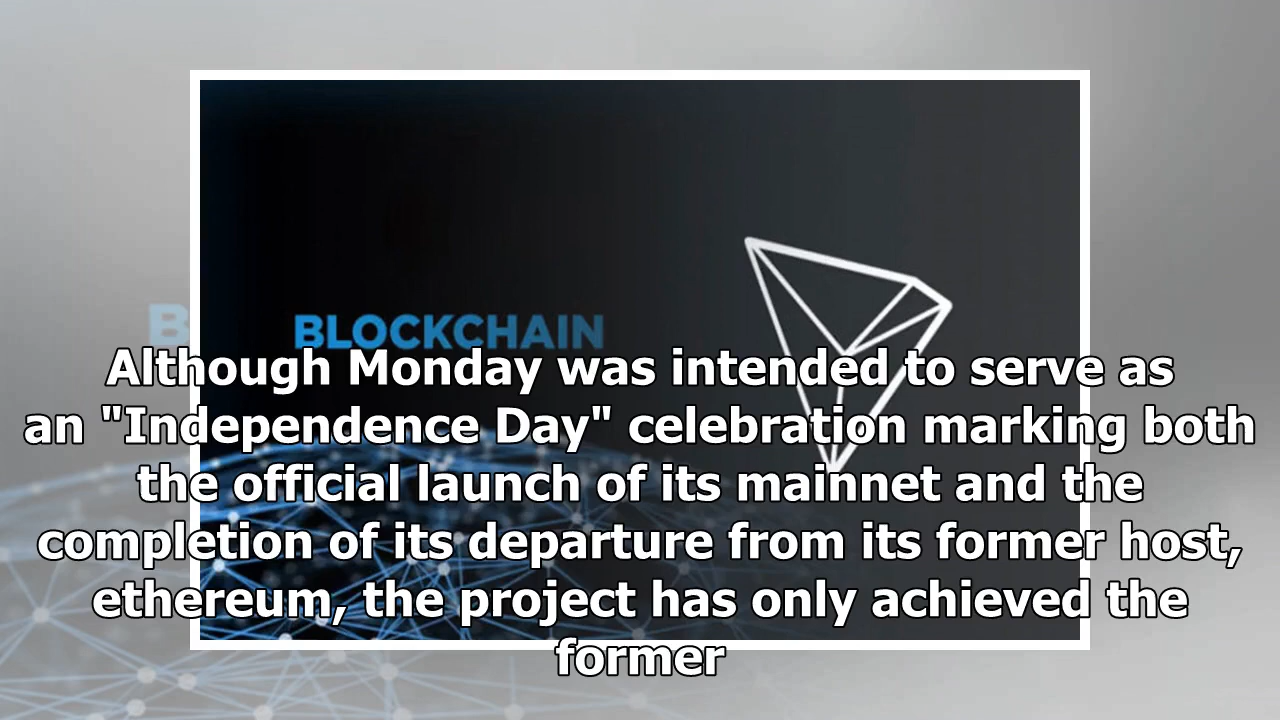 B
BLOCKCHAIN
Although Monday was intended to serve as
an "Independence Day" celebration marking both
the official launch of its mainnet and the
completion of its departure from its former host,
ethereum, the project has only achieved the
former